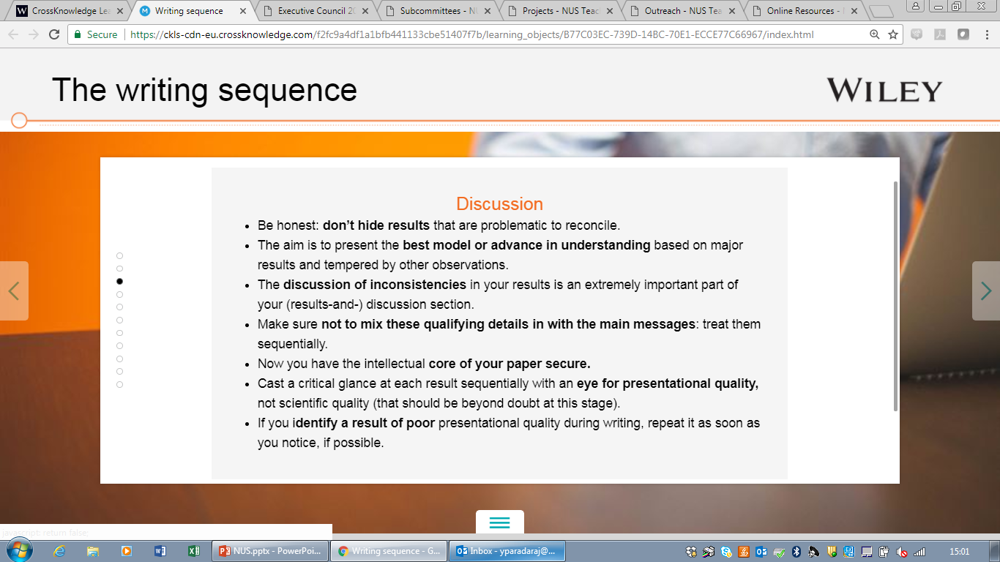 CrossKnowledge Lea
Writing sequence
Executive Council 20
Subcommittees - NU
Projects - NUS Teac
Outreach - NUS Tea
Online Resources -
Secure
https://ckls-cdn-eu.crossknowledge.com/f2fc9a4df1a1bfb441133cbe51407f7b/learning_objects/B77C03EC-739D-14BC-70E1-ECCE77C66967/index.html
The writing sequence
WILEY
Discussion
• Be honest: don’t hide results that are problematic to reconcile.
• The aim is to present the best model or advance in understanding based on major
results and tempered by other observations.
• The discussion of inconsistencies in your results is an extremely important part of
your (results-and-) discussion section.
• Make sure not to mix these qualifying details in with the main messages: treat them
sequentially.
• Now you have the intellectual core of your paper secure.
• Cast a critical glance at each result sequentially with an eye for presentational quality,
not scientific quality (that should be beyond doubt at this stage).
• If you identify a result of poor presentational quality during writing, repeat it as soon as
you notice, if possible.
javascript: return false;
NUS.pptx - PowerPoi...
Writing sequence - G...
Inbox - yparadaraj@...
15:01